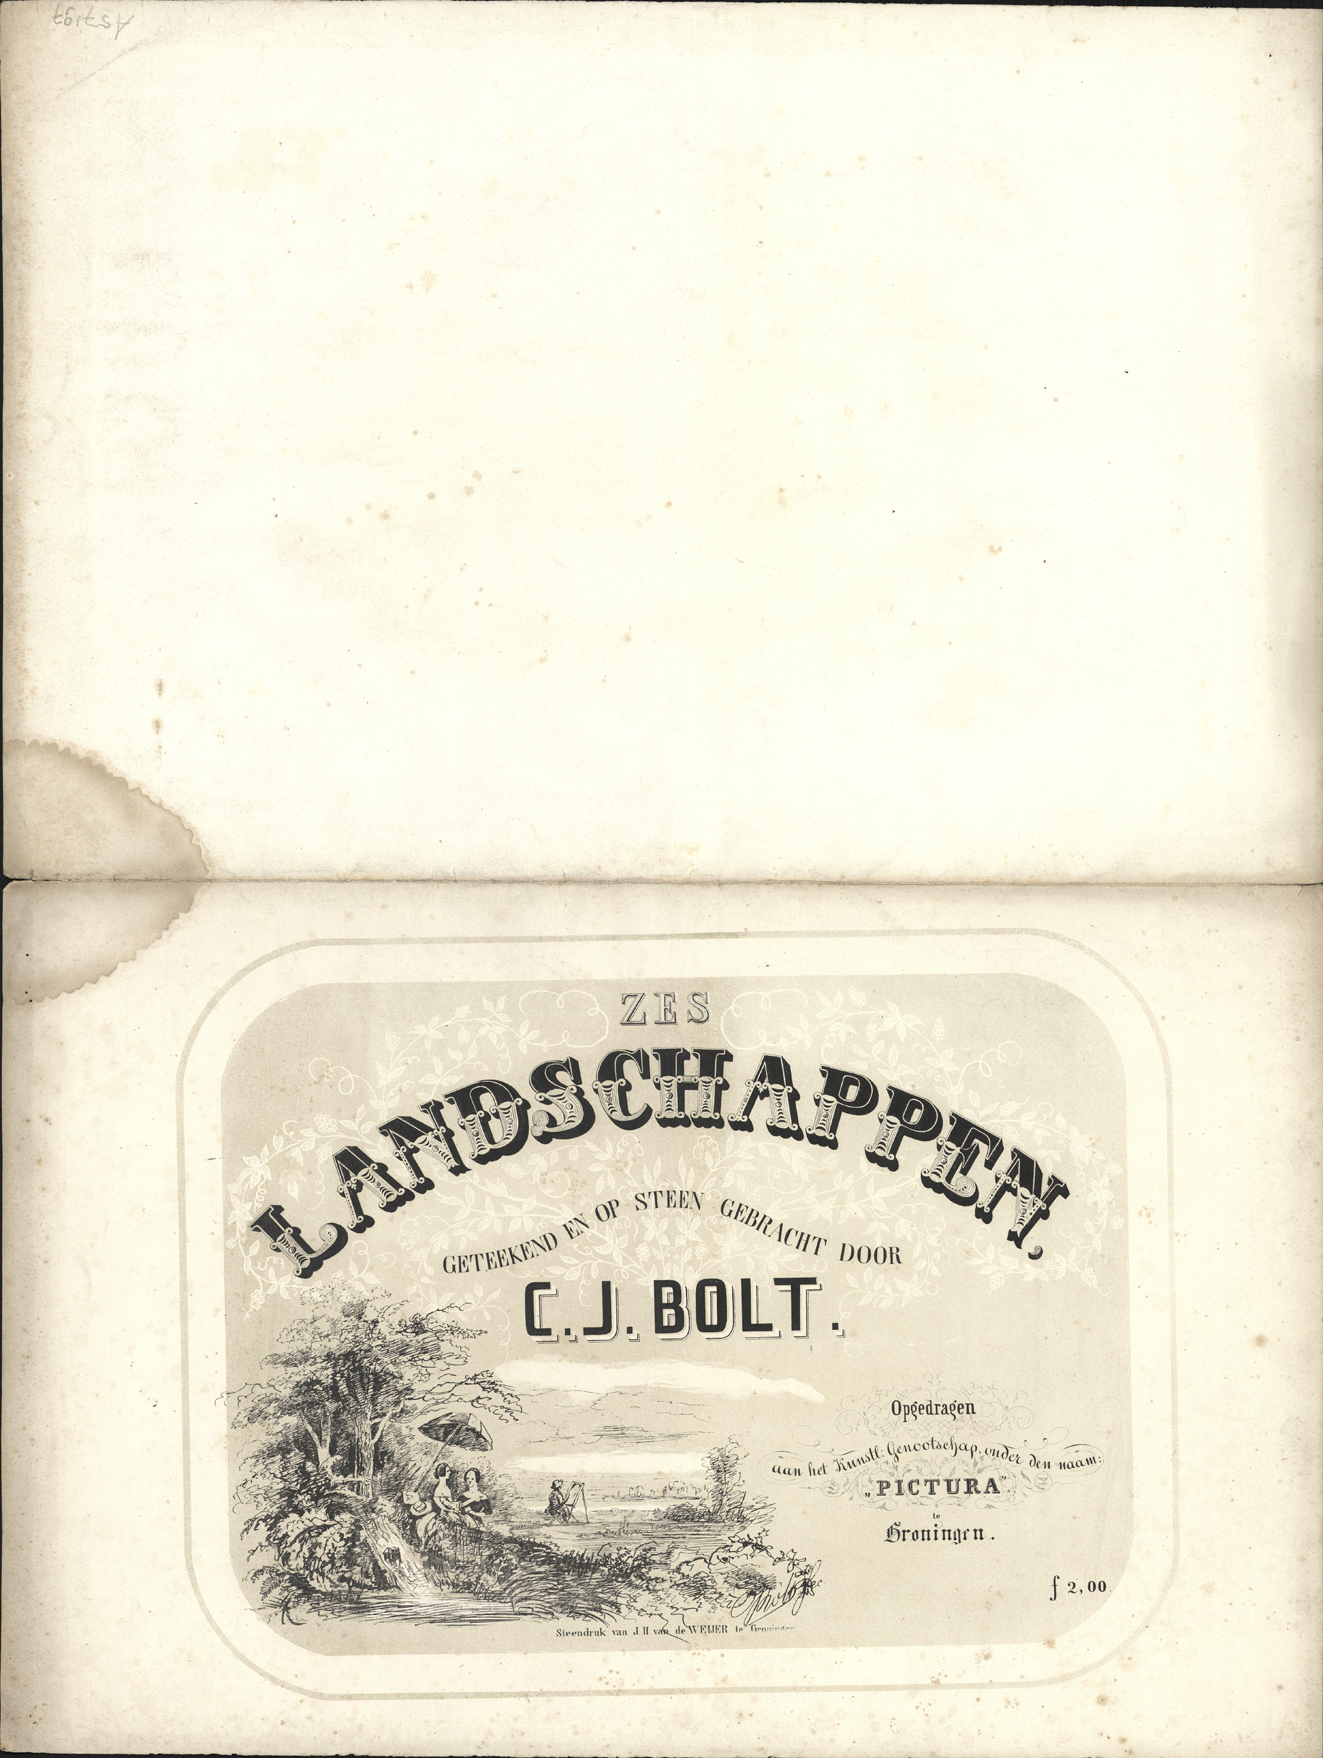 ZES
LANDSCHAPPEN,
GETEEKEND EN OP STEEN GEBRACHT DOOR
C. J. BOLT.
Opgedragen
aan het Kunstl: Genootschap, onder den naam:
„PICTURA”
te
Groningen.
f 2,00
Steendruk van J. H. van de WEIJER te Groningen